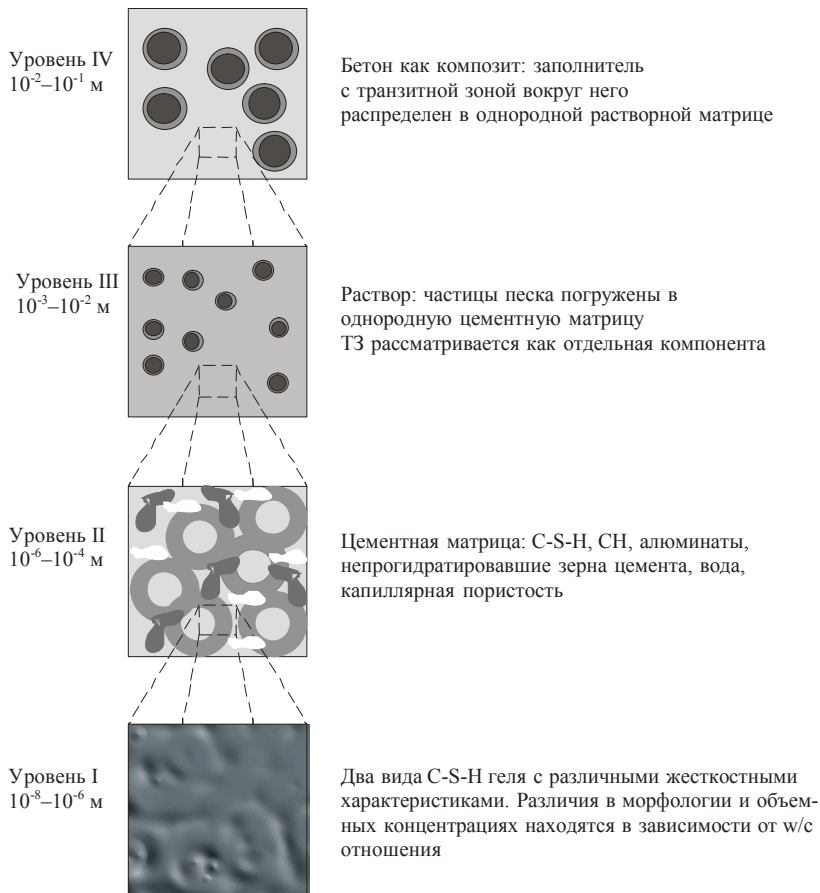 Уровень IV
10⁻²–10⁻¹ м
Бетон как композит: заполнитель
с транзитной зоной вокруг него
распределен в однородной растворной матрице
Уровень III
10⁻³–10⁻² м
Раствор: частицы песка погружены в
однородную цементную матрицу
ТЗ рассматривается как отдельная компонента
Уровень II
10⁻⁶–10⁻⁴ м
Цементная матрица: C-S-H, CH, алюминаты,
непрогидратировавшие зерна цемента, вода,
капиллярная пористость
Уровень I
10⁻⁸–10⁻⁶ м
Два вида C-S-H геля с различными жесткостными
характеристиками. Различия в морфологии и объем-
ных концентрациях находятся в зависимости от w/c
отношения